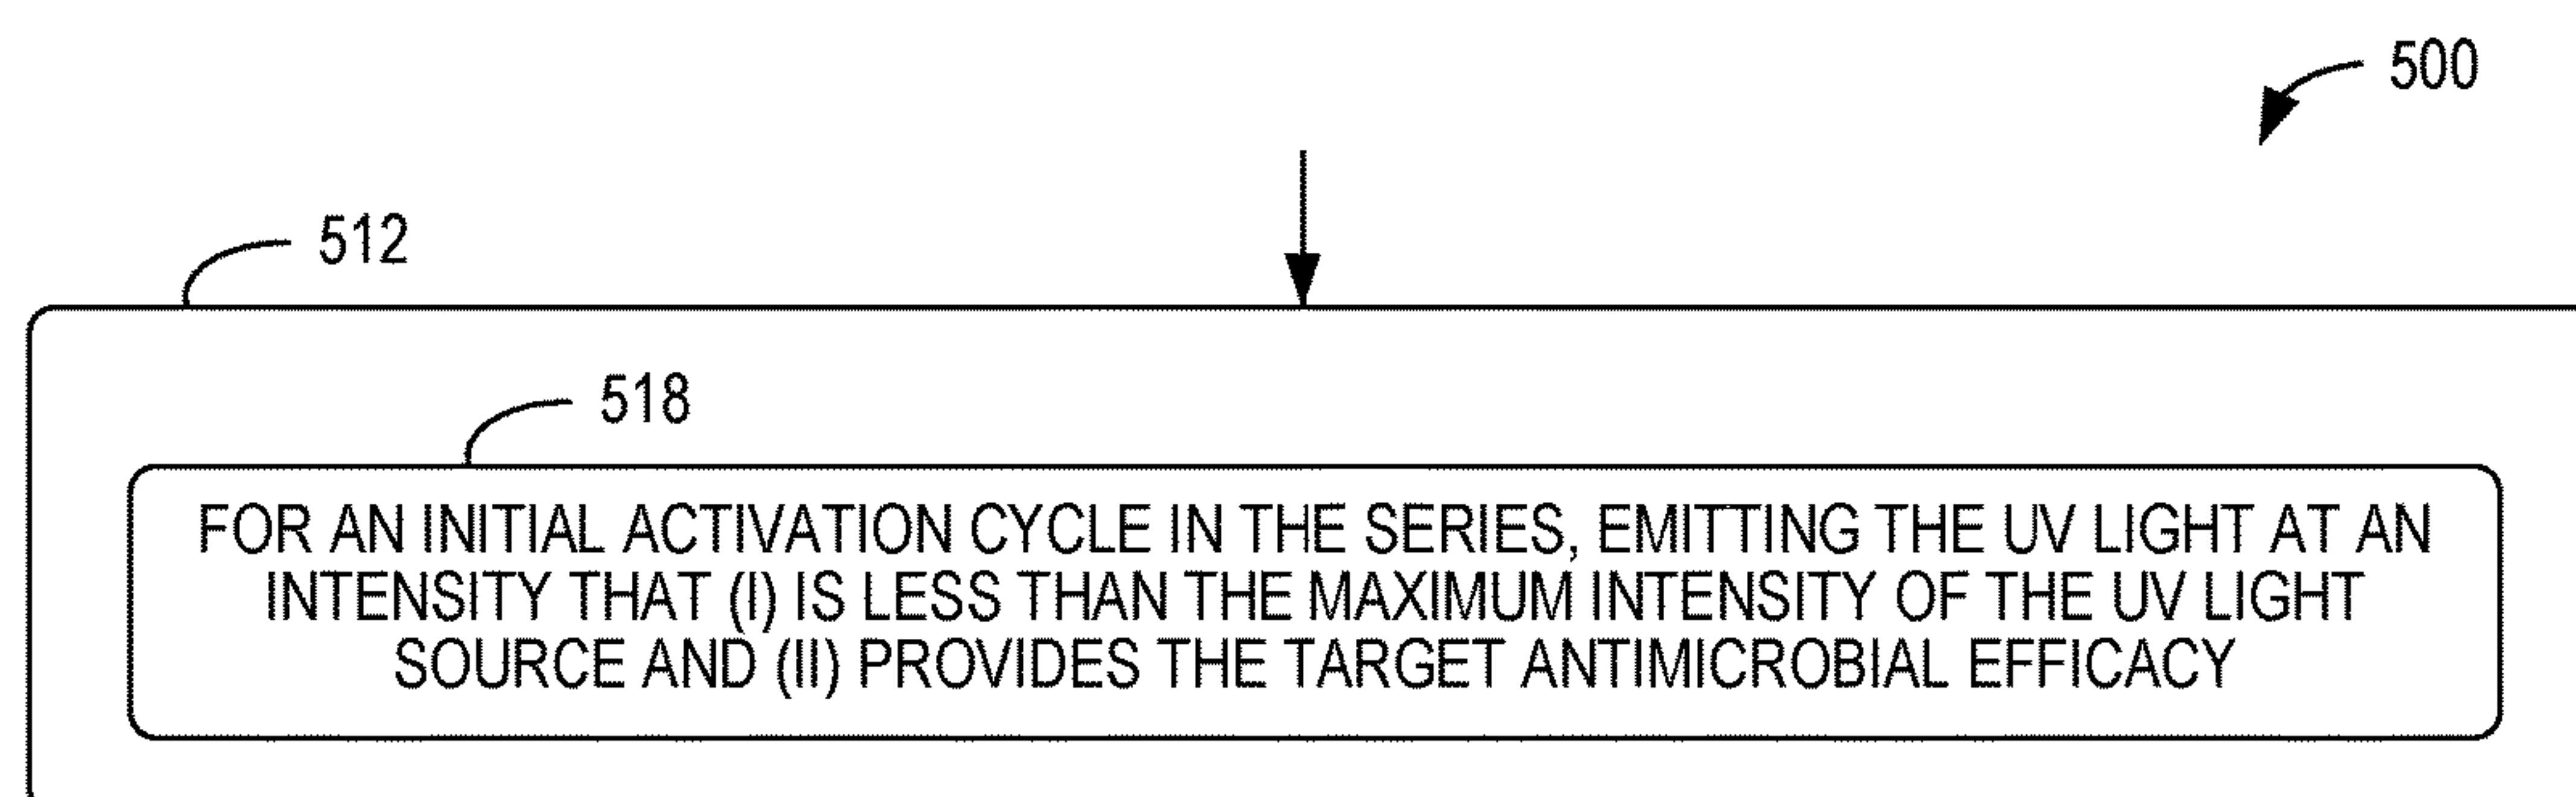 500
512
518
FOR AN INITIAL ACTIVATION CYCLE IN THE SERIES, EMITTING THE UV LIGHT AT AN
INTENSITY THAT (I) IS LESS THAN THE MAXIMUM INTENSITY OF THE UV LIGHT
SOURCE AND (II) PROVIDES THE TARGET ANTIMICROBIAL EFFICACY